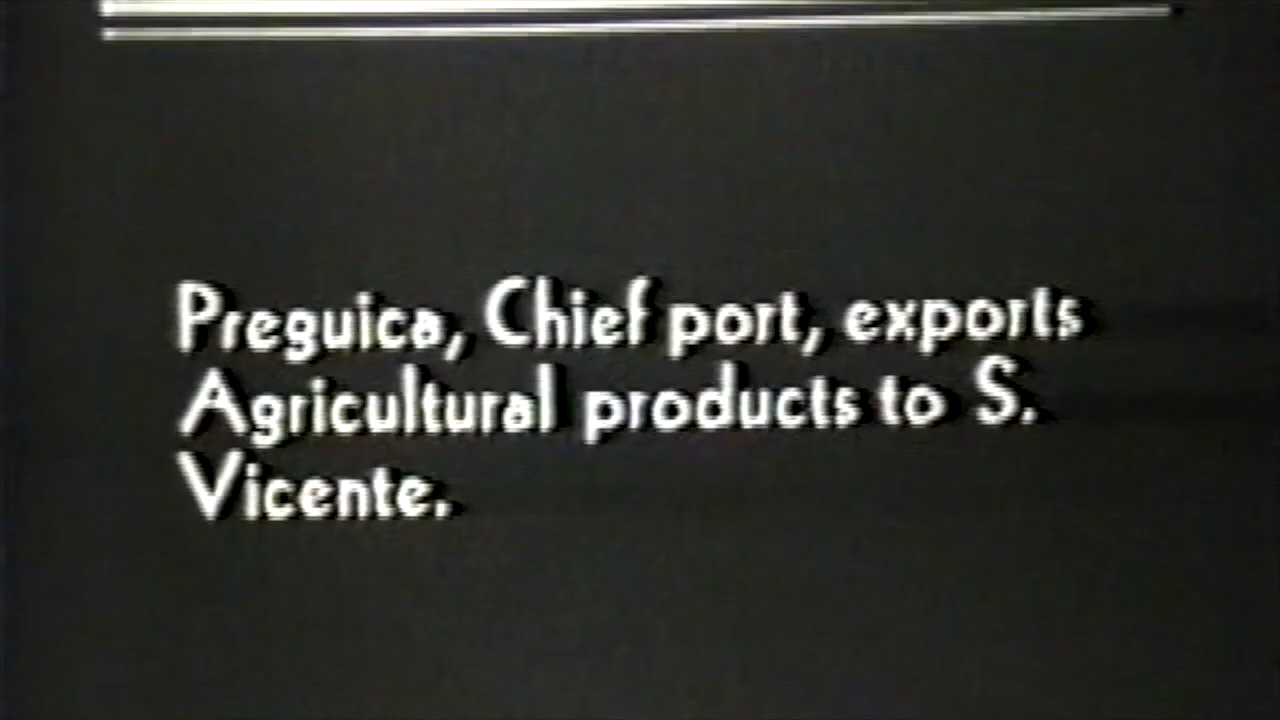 Preguica, Chief port, exports
Agricultural products to S.
Vicente.